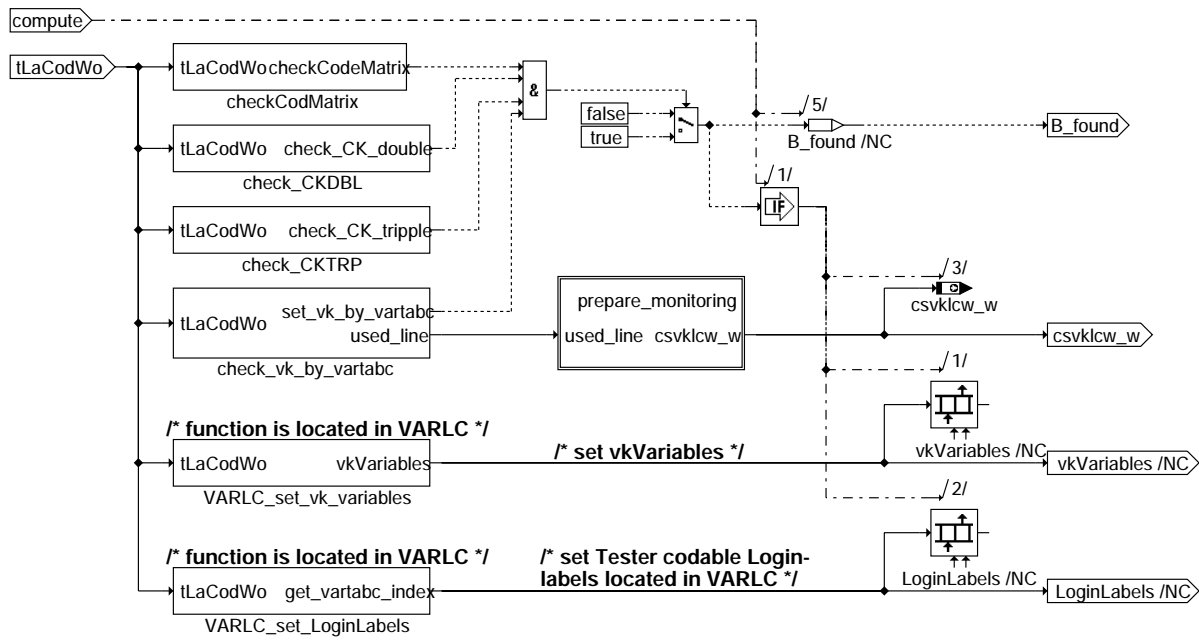 compute
tLaCodWo
tLaCodWo checkCodeMatrix
checkCodMatrix
&
false
true
/5/
B_found /NC
B_found
tLaCodWo check_CK_double
check_CKDBL
/1/
IF
tLaCodWo check_CK_tripple
check_CKTRP
/3/
csvklcw_w
tLaCodWo set_vk_by_vartabc
used_line
check_vk_by_vartabc
prepare_monitoring
used_line csvklcw_w
csvklcw_w
/1/
/* function is located in VARLC */
/* set vkVariables */
tLaCodWo vkVariables
VARLC_set_vk_variables
vkVariables /NC
vkVariables /NC
/2/
/* function is located in VARLC */
/* set Tester codable Login-
labels located in VARLC */
tLaCodWo get_vartabc_index
VARLC_set_LoginLabels
LoginLabels /NC
LoginLabels /NC